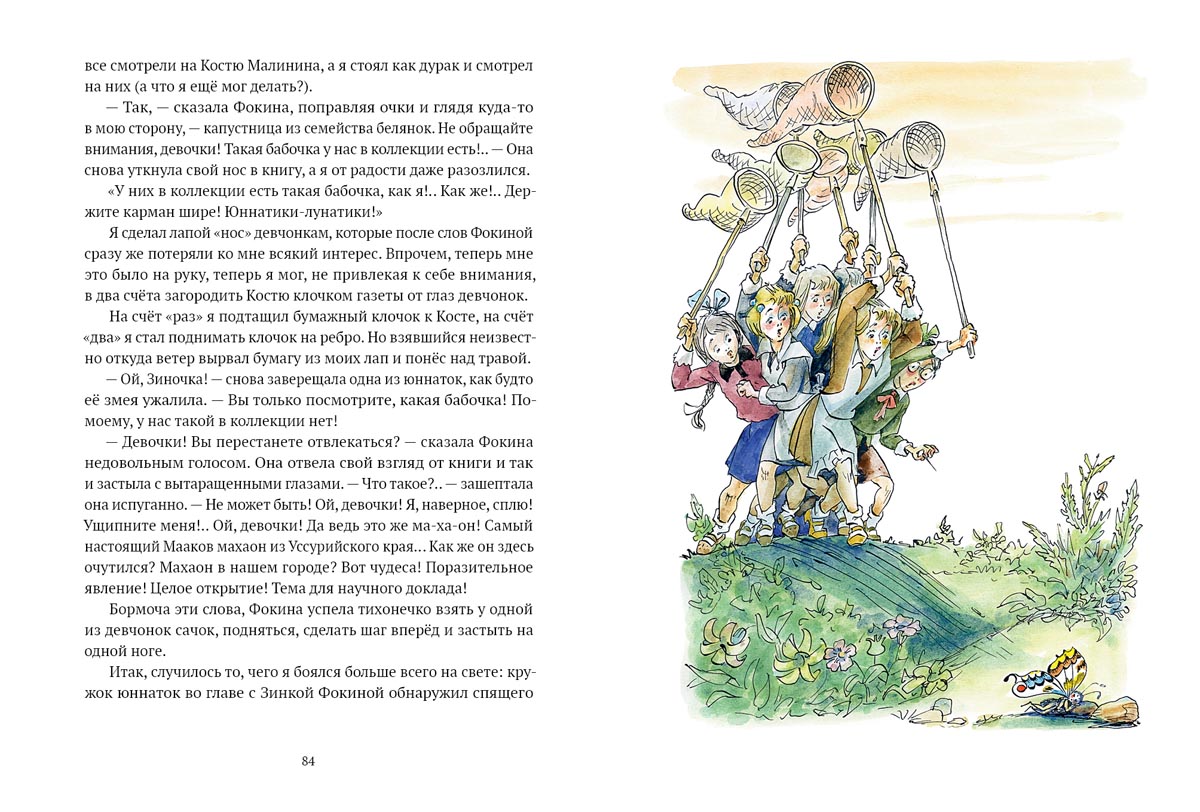 все смотрели на Костю Малинина, а я стоял как дурак и смотрел
на них (а что я ещё мог делать?).
— Так, — сказала Фокина, поправляя очки и глядя куда-то
в мою сторону, — капустница из семейства белянок. Не обращайте
внимания, девочки! Такая бабочка у нас в коллекции есть!.. — Она
снова уткнула свой нос в книгу, а я от радости даже разозлился.
«У них в коллекции есть такая бабочка, как я!.. Как же!.. Дер-
жите карман шире! Юннатики-лунатики!»
Я сделал лапой «нос» девчонкам, которые после слов Фокиной
сразу же потеряли ко мне всякий интерес. Впрочем, теперь мне
это было на руку, теперь я мог, не привлекая к себе внимания,
в два счёта загородить Костю клочком газеты от глаз девчонок.
На счёт «раз» я подтащил бумажный клочок к Косте, на счёт
«два» я стал поднимать клочок на ребро. Но взявшийся неизвест-
но откуда ветер вырвал бумагу из моих лап и понёс над травой.
— Ой, Зиночка! — снова заверещала одна из юннаток, как будто
её змея ужалила. — Вы только посмотрите, какая бабочка! По-
моему, у нас такой в коллекции нет!
— Девочки! Вы перестанете отвлекаться? — сказала Фокина
недовольным голосом. Она отвела свой взгляд от книги и так
и застыла с вытаращенными глазами. — Что такое?.. — зашептала
она испуганно. — Не может быть! Ой, девочки! Я, наверное, сплю!
Ущипните меня!.. Ой, девочки! Да ведь это же ма-ха-он! Самый
настоящий Мааков махаон из Уссурийского края... Как же он здесь
очутился? Махаон в нашем городе? Вот чудеса! Поразительное
явление! Целое открытие! Тема для научного доклада!
Бормоча эти слова, Фокина успела тихонечко взять у одной
из девчонок сачок, подняться, сделать шаг вперёд и застыть на
одной ноге.
Итак, случилось то, чего я боялся больше всего на свете: кру-
жок юннаток во главе с Зинкой Фокиной обнаружил спящего
84